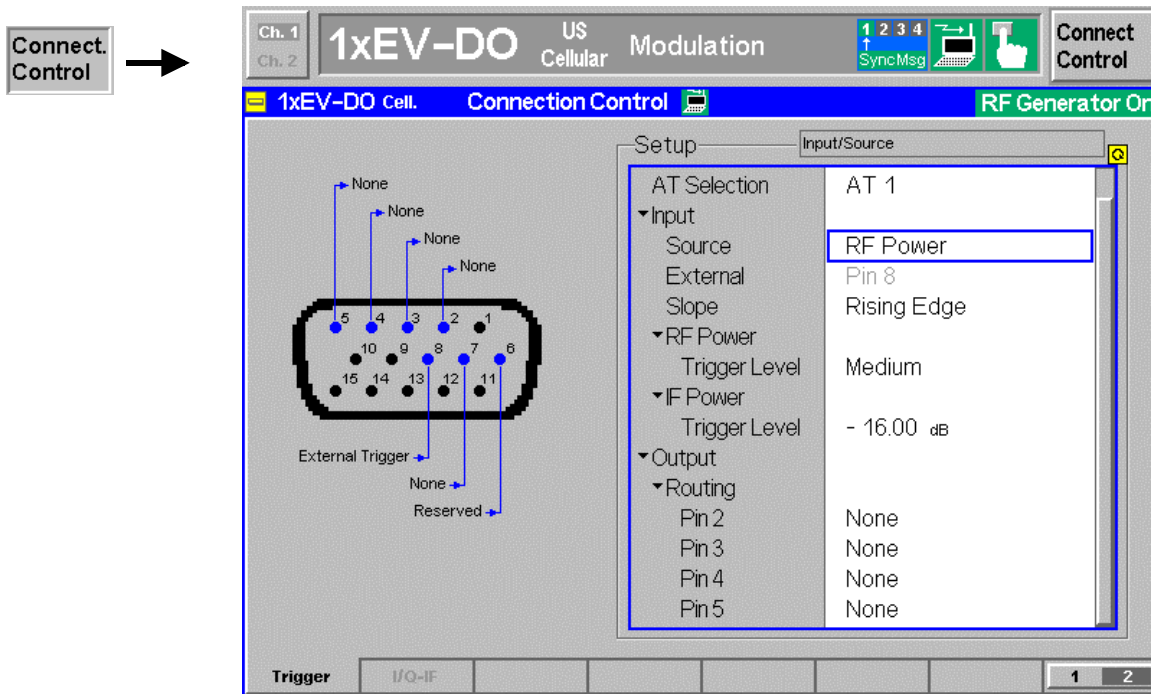 Connect.
Control
Ch. 1
Ch. 2
1xEV-DO
US
Cellular
Modulation
1 2 3 4
SyncMsg
Connect
Control
1xEV-DO Cell.
Connection Control
RF Generator On
Setup
Input/Source
AT Selection AT 1
Input
Source RF Power
External Pin 8
Slope Rising Edge
RF Power
Trigger Level Medium
IF Power
Trigger Level - 16.00 dB
Output
Routing
Pin 2 None
Pin 3 None
Pin 4 None
Pin 5 None
None
None
None
None
5 4 3 2 1
10 9 8 7 6
15 14 13 12 11
External Trigger
None
Reserved
Trigger
I/Q-IF
1 2